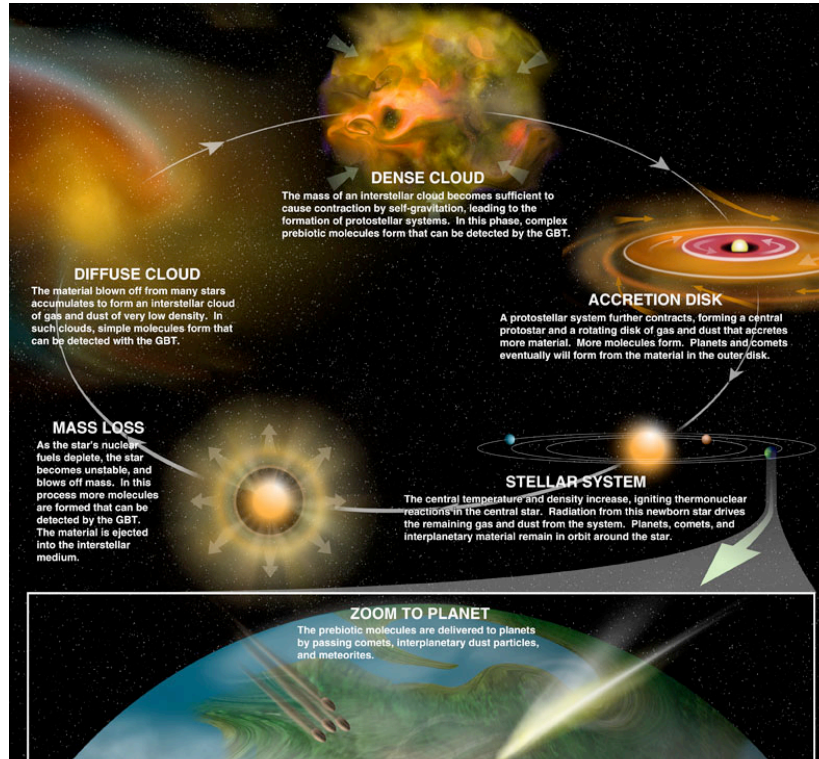 DENSE CLOUD
The mass of an interstellar cloud becomes sufficient to
cause contraction by self-gravitation, leading to the
formation of protostellar systems.  In this phase, complex
prebiotic molecules form that can be detected by the GBT.
DIFFUSE CLOUD
The material blown off from many stars
accumulates to form an interstellar cloud
of gas and dust of very low density.  In
such clouds, simple molecules form that
can be detected with the GBT.
ACCRETION DISK
A protostellar system further contracts, forming a central
protostar and a rotating disk of gas and dust that accretes
more material.  More molecules form.  Planets and comets
eventually will form from the material in the outer disk.
MASS LOSS
As the star's nuclear
fuels deplete, the star
becomes unstable, and
blows off mass.  In this
process more molecules
are formed that can be
detected by the GBT.
The material is ejected
into the interstellar
medium.
STELLAR SYSTEM
The central temperature and density increase, igniting thermonuclear
reactions in the central star.  Radiation from this newborn star drives
the remaining gas and dust from the system.  Planets, comets, and
interplanetary material remain in orbit around the star.
ZOOM TO PLANET
The prebiotic molecules are delivered to planets
by passing comets, interplanetary dust particles,
and meteorites.